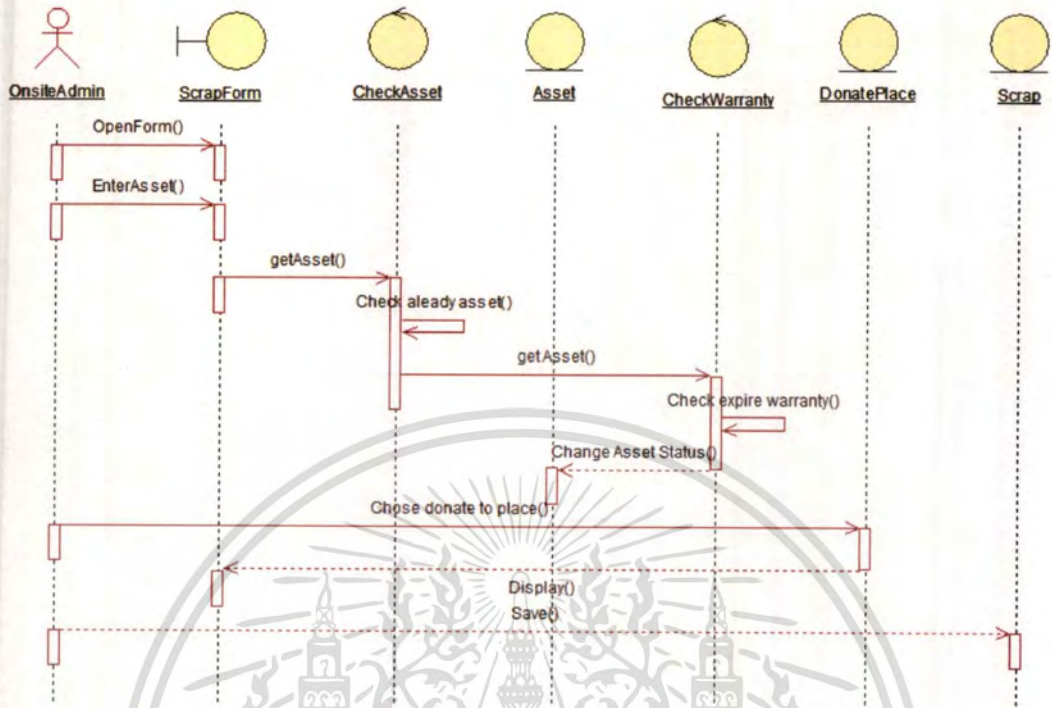 OnsiteAdmin
ScrapForm
CheckAsset
Asset
CheckWarranty
DonatePlace
Scrap
OpenForm()
EnterAsset()
getAsset()
Check aleady asset()
getAsset()
Check expire warranty()
Change Asset Status()
Chose donate to place()
Display()
Save()